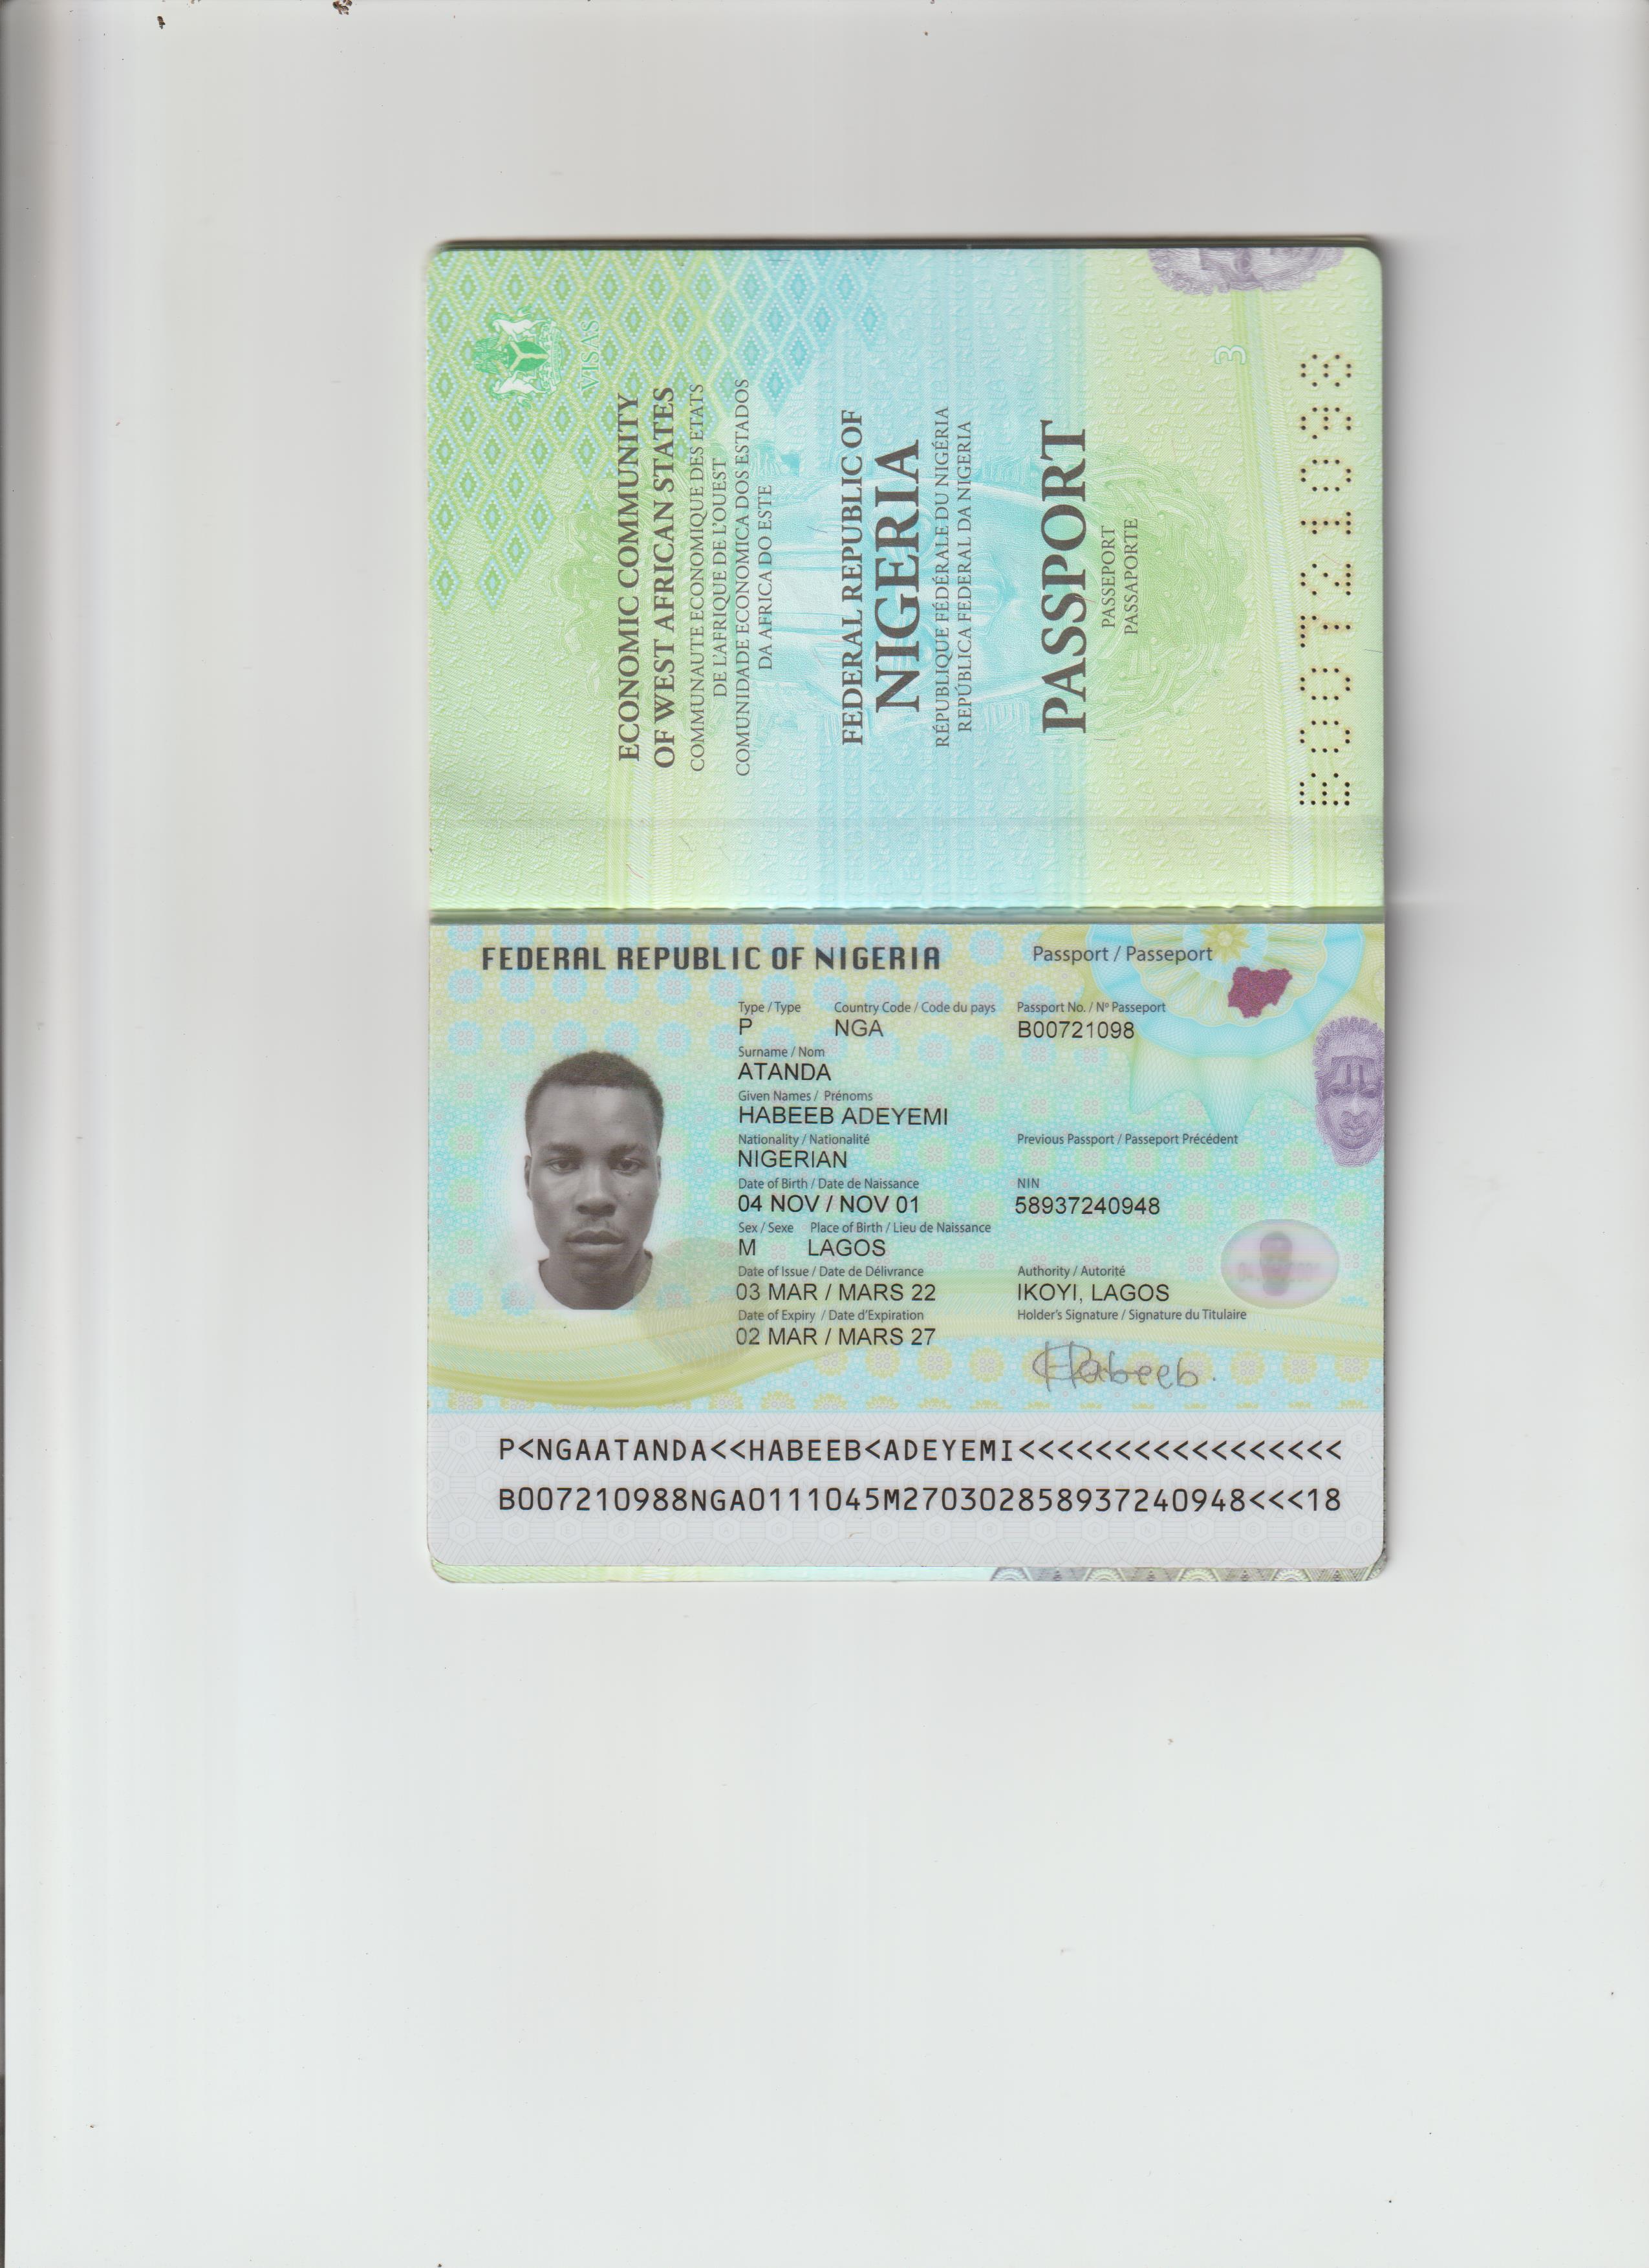 VISAS
ECONOMIC COMMUNITY
OF WEST AFRICAN STATES
COMMUNAUTE ECONOMIQUE DES ETATS
DE L'AFRIQUE DE L'OUEST
COMUNIDADE ECONOMICA DOS ESTADOS
DA AFRICA DO ESTE
FEDERAL REPUBLIC OF
NIGERIA
RÉPUBLIQUE FÉDÉRALE DU NIGÉRIA
REPÚBLICA FEDERAL DA NIGERIA
PASSPORT
PASSEPORT
PASSAPORTE
3
B00721098
FEDERAL REPUBLIC OF NIGERIA Passport / Passeport
Type / Type Country Code / Code du pays Passport No. / Nº Passeport
P NGA B00721098
Surname / Nom
ATANDA
Given Names / Prénoms
HABEEB ADEYEMI
Nationality / Nationalité Previous Passport / Passeport Précédent
NIGERIAN
Date of Birth / Date de Naissance NIN
04 NOV / NOV 01 58937240948
Sex / Sexe Place of Birth / Lieu de Naissance
M LAGOS
Date of Issue / Date de Délivrance Authority / Autorité
03 MAR / MARS 22 IKOYI, LAGOS
Date of Expiry / Date d'Expiration Holder's Signature / Signature du Titulaire
02 MAR / MARS 27
Habeeb.
P<NGAATANDA<<HABEEB<ADEYEMI<<<<<<<<<<<<<<<<<
B007210988NGA0111045M270302858937240948<<<18